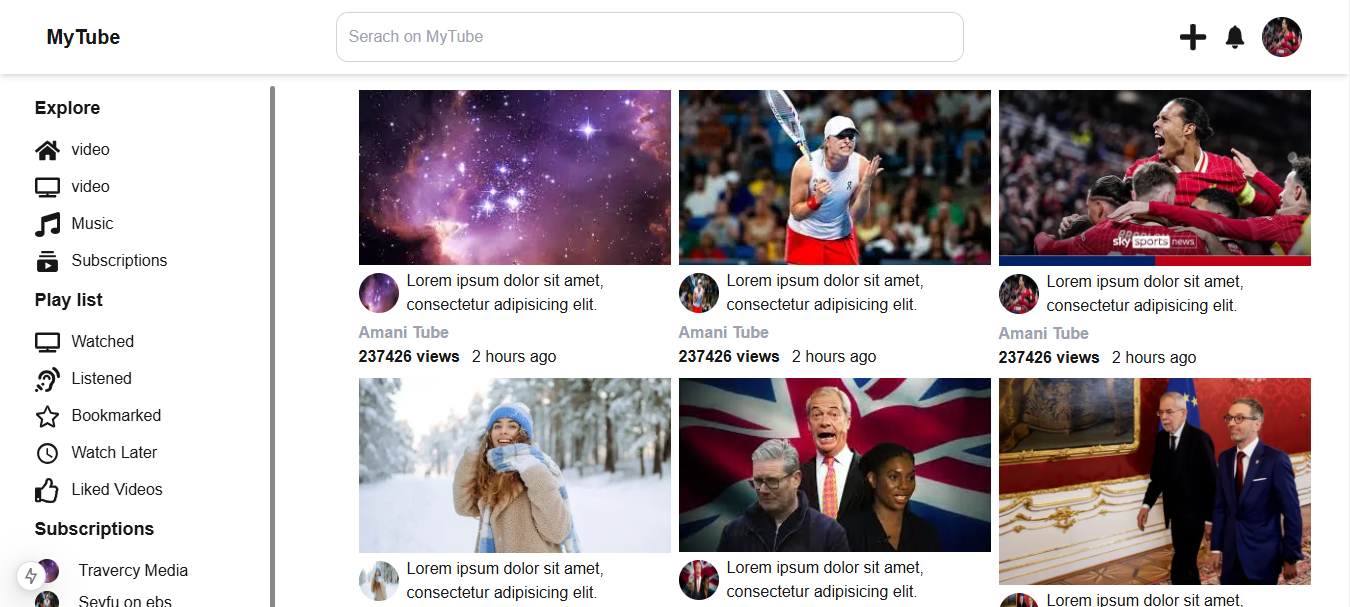 MyTube
Serach on MyTube
Explore
video
video
Music
Subscriptions
Play list
Watched
Listened
Bookmarked
Watch Later
Liked Videos
Subscriptions
Travercy Media
Seyfu on ebs
Lorem ipsum dolor sit amet,
consectetur adipisicing elit.
Amani Tube
237426 views 2 hours ago
Lorem ipsum dolor sit amet,
consectetur adipisicing elit.
Amani Tube
237426 views 2 hours ago
sky sports news
Lorem ipsum dolor sit amet,
consectetur adipisicing elit.
Amani Tube
237426 views 2 hours ago
Lorem ipsum dolor sit amet,
consectetur adipisicing elit.
Lorem ipsum dolor sit amet,
consectetur adipisicing elit.
Lorem ipsum dolor sit amet,